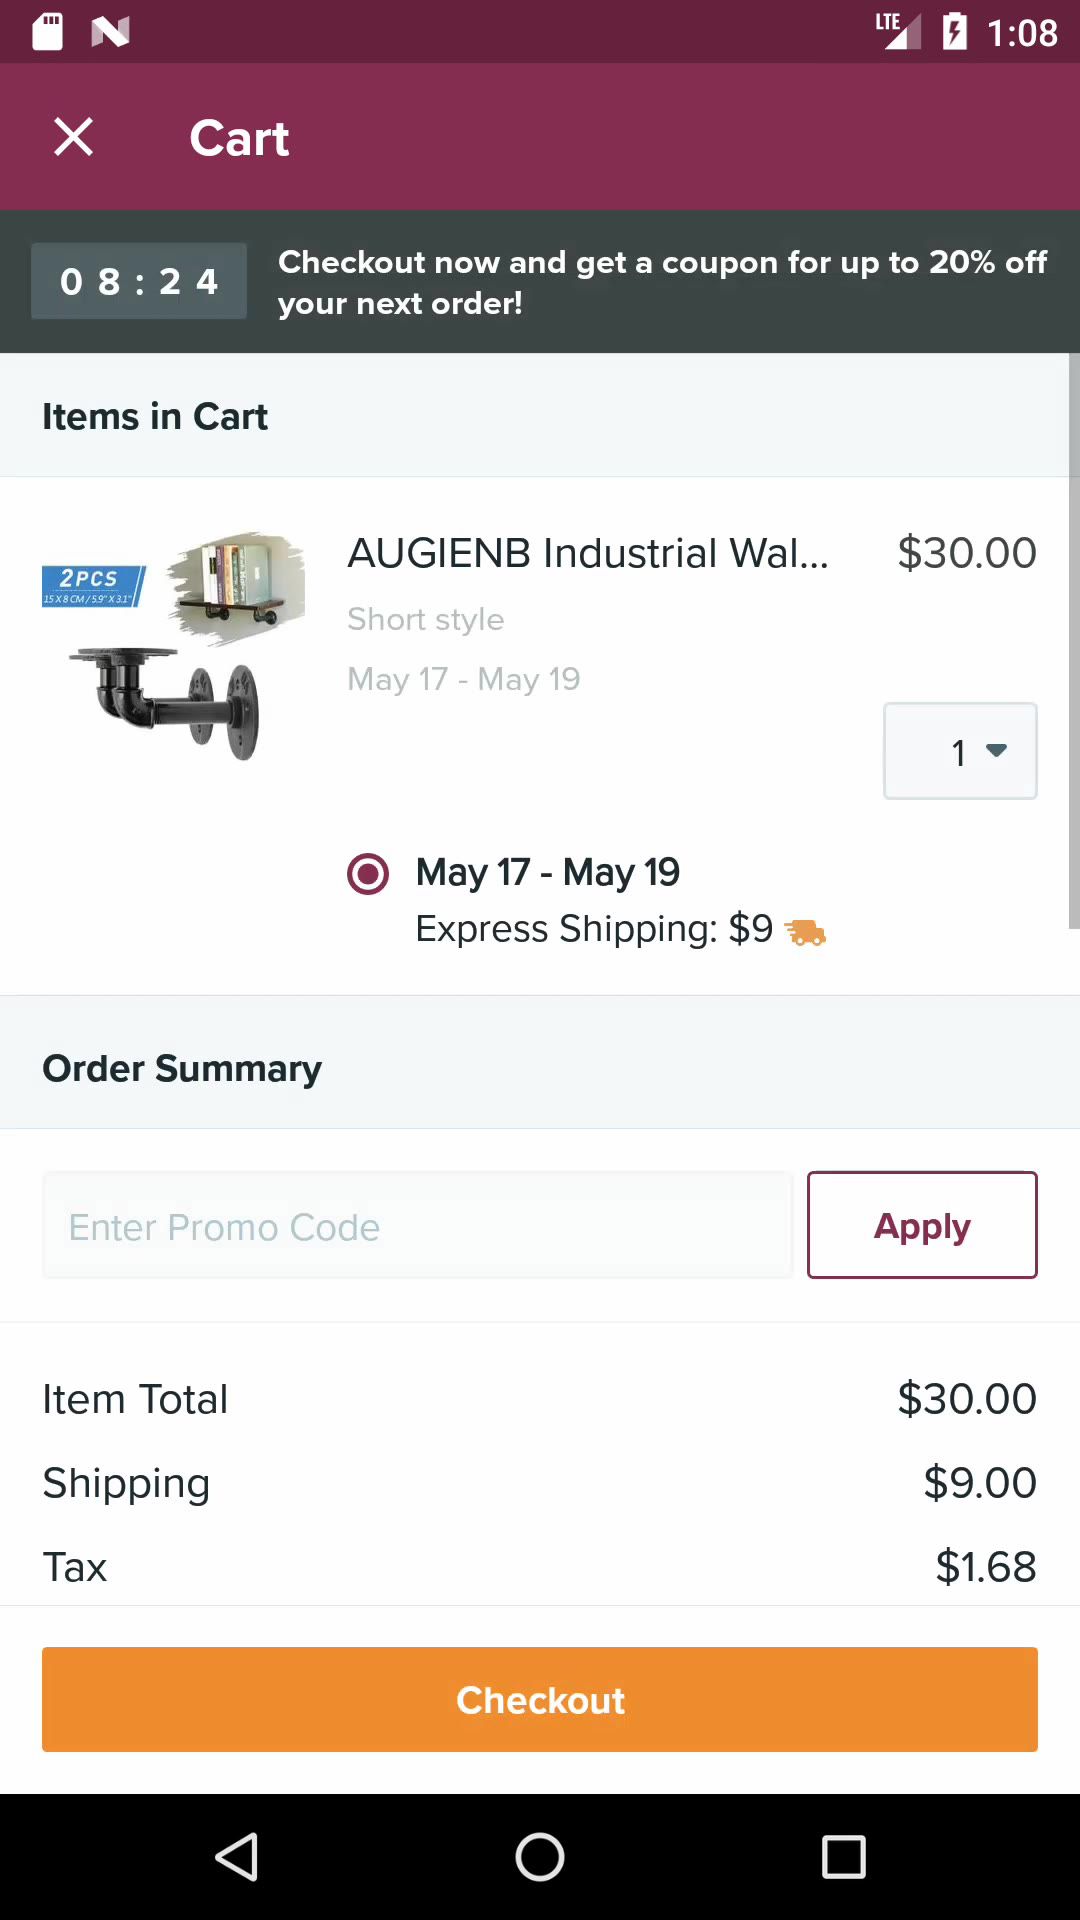 LTE 1:08
Cart
08:24
Checkout now and get a coupon for up to 20% off
your next order!
Items in Cart
2PCS
15 X 8 CM / 5.9" X 3.1"
AUGIENB Industrial Wal... $30.00
Short style
May 17 - May 19
1
May 17 - May 19
Express Shipping: $9
Order Summary
Enter Promo Code Apply
Item Total $30.00
Shipping $9.00
Tax $1.68
Checkout